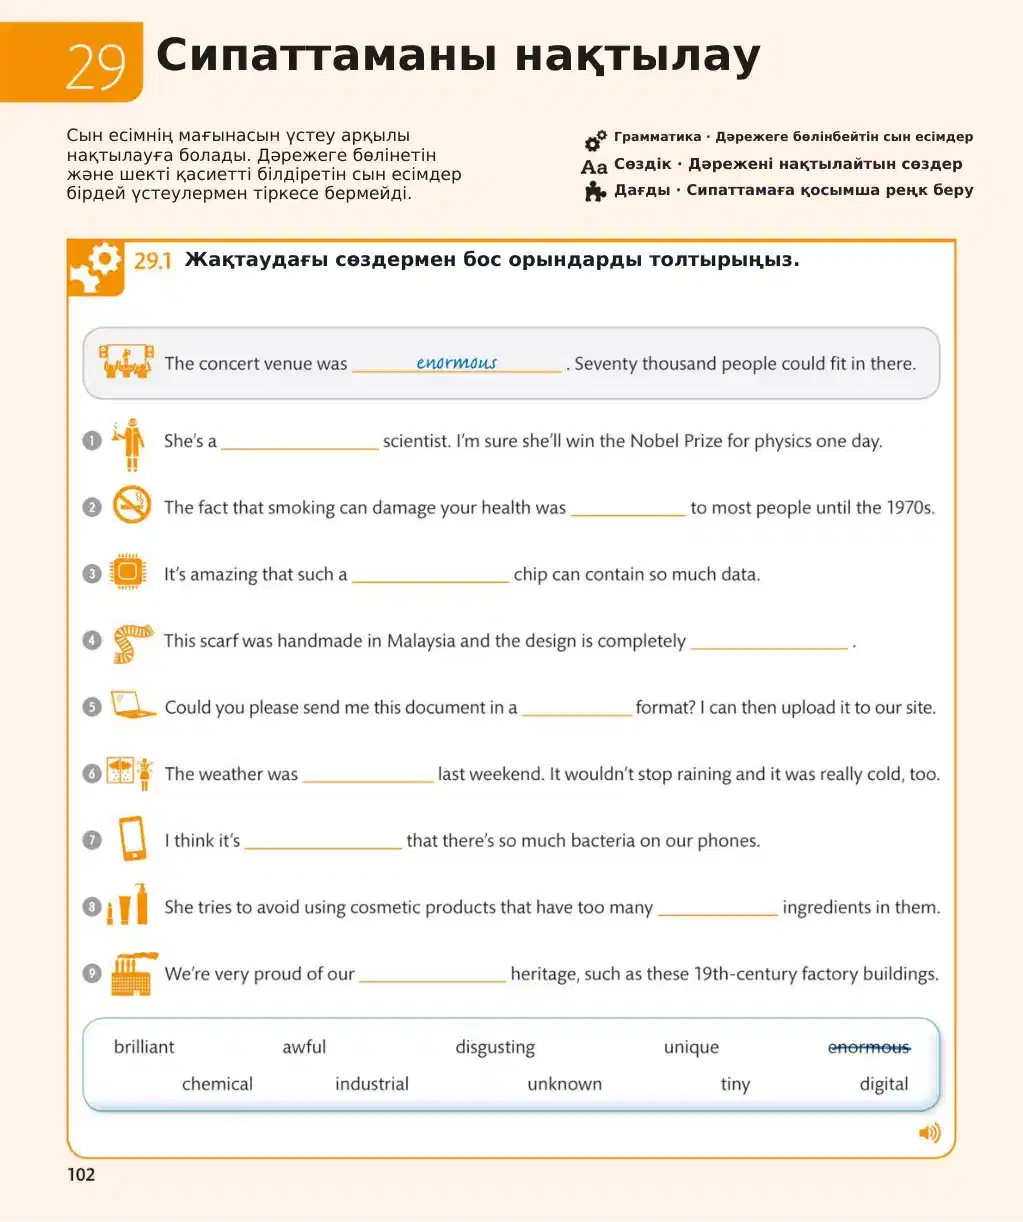 29 Сипаттаманы нақтылау
Сын есімнің мағынасын үстеу арқылы
нақтылауға болады. Дәрежеге бөлінетін
және шекті қасиетті білдіретін сын есімдер
бірдей үстеулермен тіркесе бермейді.
Грамматика · Дәрежеге бөлінбейтін сын есімдер
Aa Сөздік · Дәрежені нақтылайтын сөздер
Дағды · Сипаттамаға қосымша реңк беру
29.1 Жақтаудағы сөздермен бос орындарды толтырыңыз.
The concert venue was enormous . Seventy thousand people could fit in there.
1 She's a ____ scientist. I'm sure she'll win the Nobel Prize for physics one day.
2 The fact that smoking can damage your health was ____ to most people until the 1970s.
3 It's amazing that such a ____ chip can contain so much data.
4 This scarf was handmade in Malaysia and the design is completely ____ .
5 Could you please send me this document in a ____ format? I can then upload it to our site.
6 The weather was ____ last weekend. It wouldn't stop raining and it was really cold, too.
7 I think it's ____ that there's so much bacteria on our phones.
8 She tries to avoid using cosmetic products that have too many ____ ingredients in them.
9 We're very proud of our ____ heritage, such as these 19th-century factory buildings.
brilliant awful disgusting unique enormous
chemical industrial unknown tiny digital
102